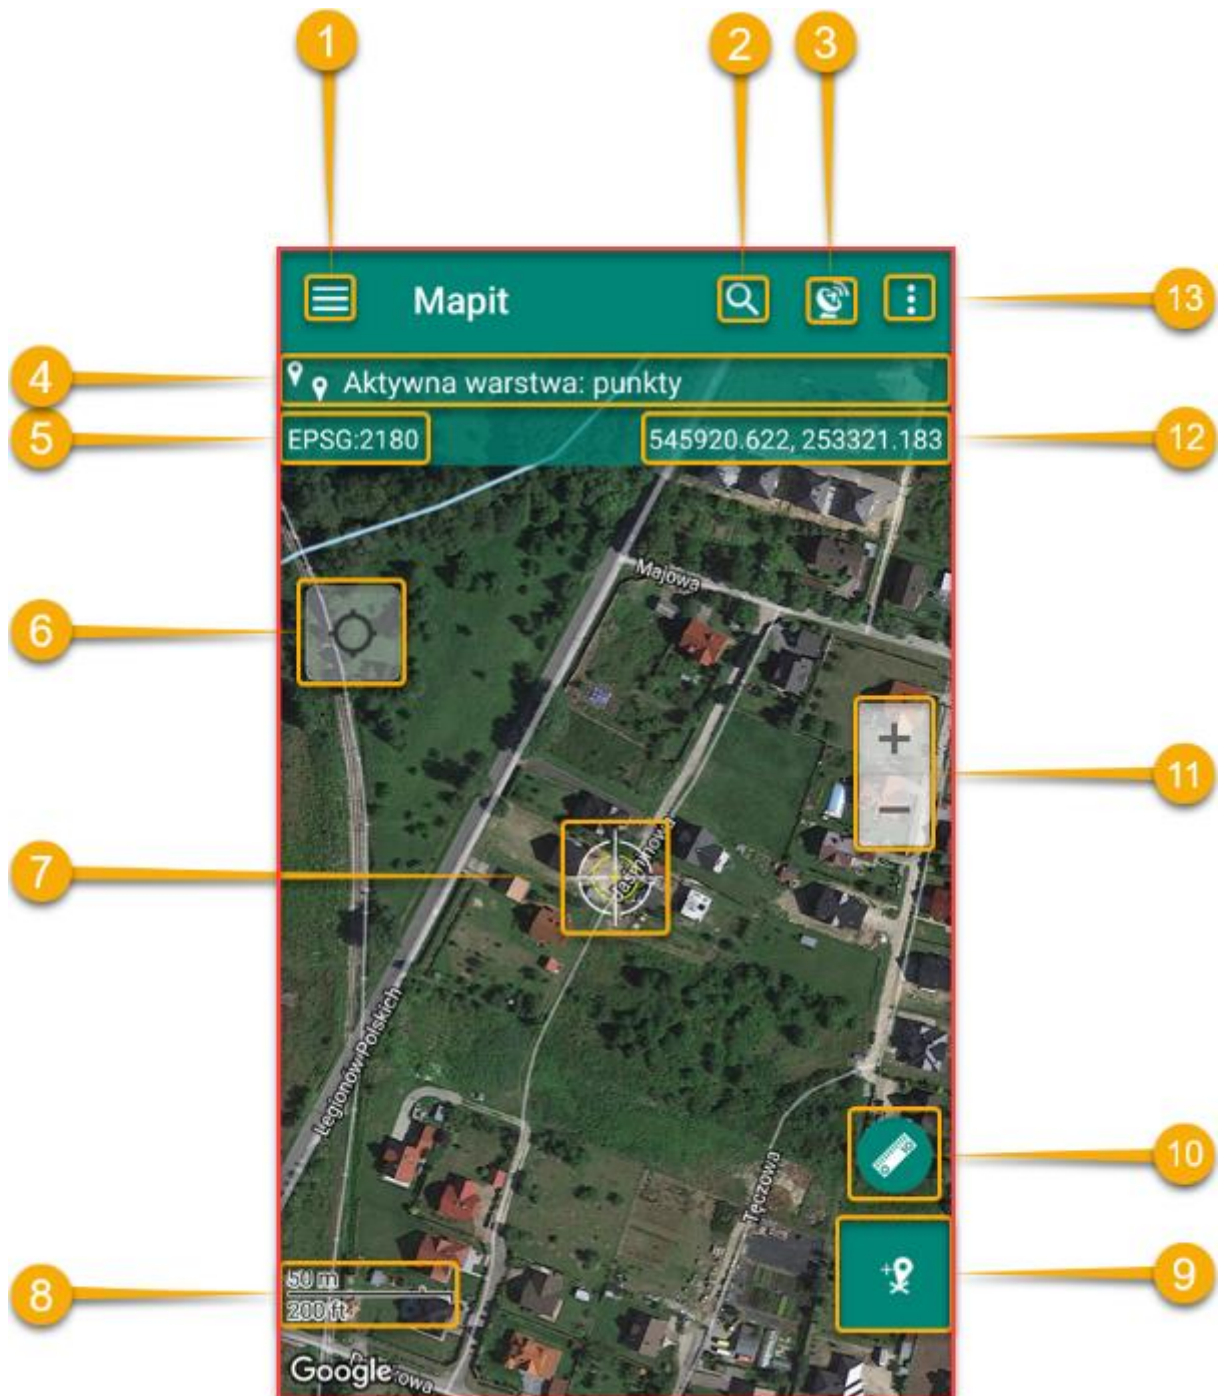 1
2
3
Mapit
13
4
Aktywna warstwa: punkty
5
EPSG:2180
545920.622, 253321.183
12
Majowa
6
+
−
11
7
Jaśminowa
Legionów Polskich
10
Tęczowa
9
8
50 m
200 ft
Google